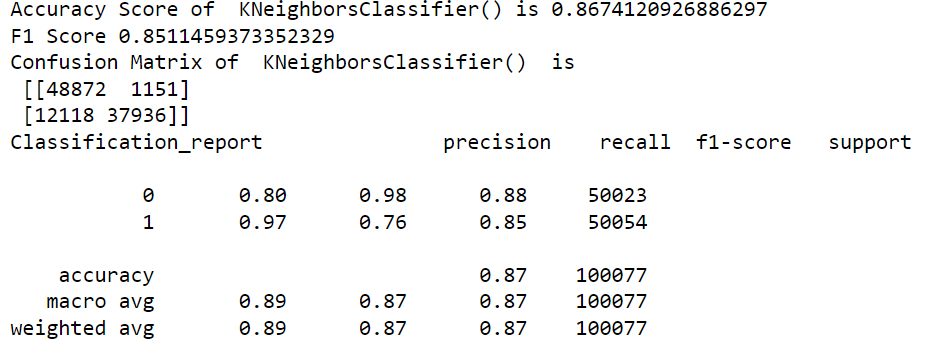 Accuracy Score of  KNeighborsClassifier() is 0.8674120926886297
F1 Score 0.8511459373352329
Confusion Matrix of  KNeighborsClassifier()  is
 [[48872  1151]
 [12118 37936]]
Classification_report               precision    recall  f1-score   support

           0       0.80      0.98      0.88     50023
           1       0.97      0.76      0.85     50054

    accuracy                           0.87    100077
   macro avg       0.89      0.87      0.87    100077
weighted avg       0.89      0.87      0.87    100077